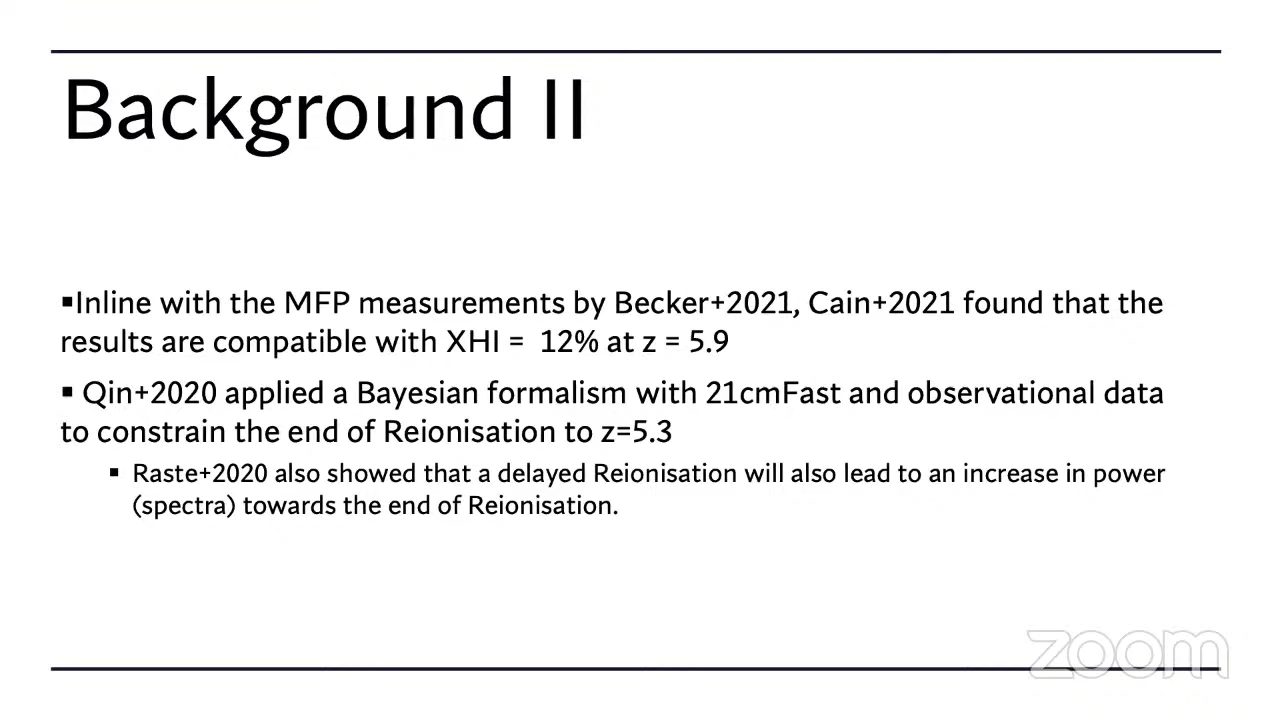 Background II
▪Inline with the MFP measurements by Becker+2021, Cain+2021 found that the
results are compatible with XHI =  12% at z = 5.9
▪ Qin+2020 applied a Bayesian formalism with 21cmFast and observational data
to constrain the end of Reionisation to z=5.3
▪ Raste+2020 also showed that a delayed Reionisation will also lead to an increase in power
(spectra) towards the end of Reionisation.
zoom